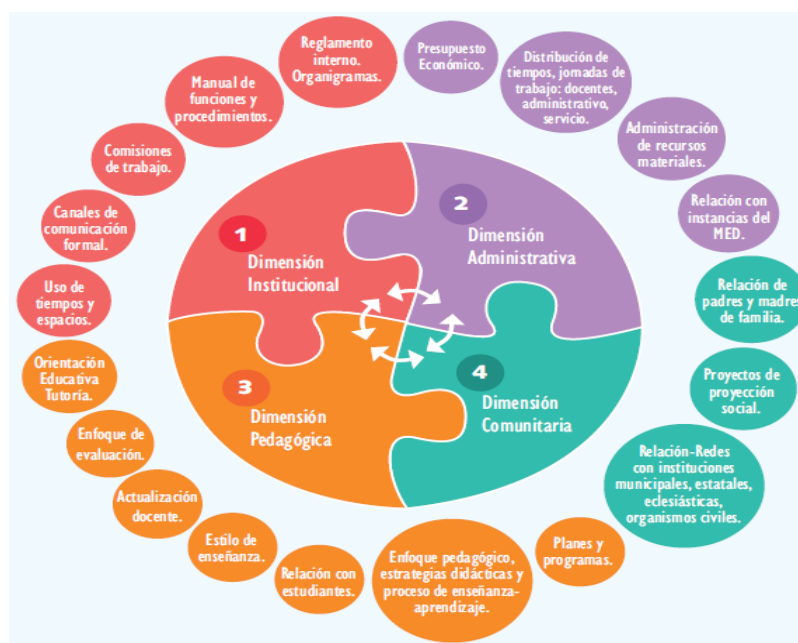 Reglamento
interno.
Organigramas.
Presupuesto
Económico.
Distribución de
tiempos, jornadas de
trabajo: docentes,
administrativo,
servicio.
Manual de
funciones y
procedimientos.
Administración
de recursos
materiales.
Comisiones
de trabajo.
Relación con
instancias del
MED.
Canales de
comunicación
formal.
Uso de
tiempos y
espacios.
Relación de
padres y madres
de familia.
1
Dimensión
Institucional
2
Dimensión
Administrativa
3
Dimensión
Pedagógica
4
Dimensión
Comunitaria
Orientación
Educativa
Tutoría.
Proyectos de
proyección
social.
Enfoque de
evaluación.
Relación-Redes
con instituciones
municipales, estatales,
eclesiásticas,
organismos civiles.
Actualización
docente.
Estilo de
enseñanza.
Relación con
estudiantes.
Enfoque pedagógico,
estrategias didácticas y
proceso de enseñanza-
aprendizaje.
Planes y
programas.